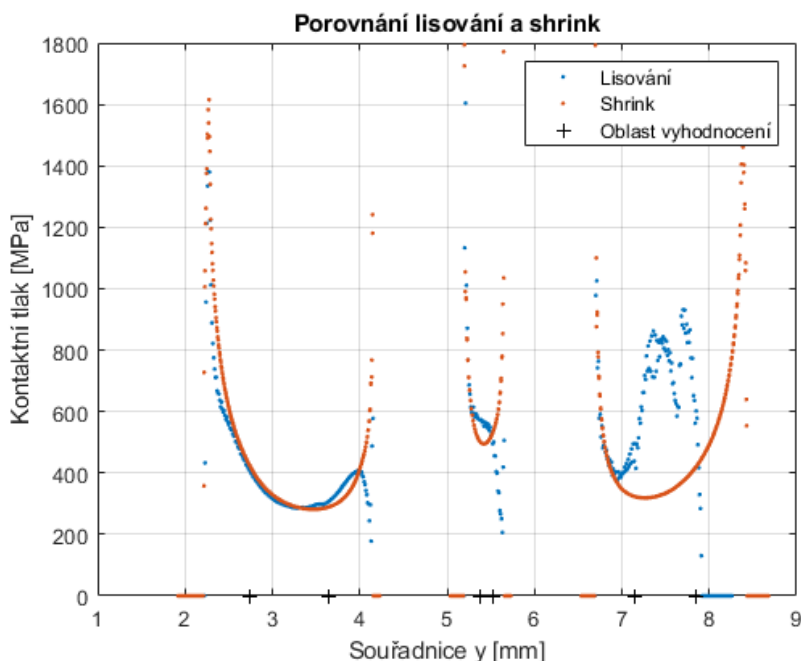 Porovnání lisování a shrink
1800
1600
1400
1200
1000
800
600
400
200
0
Kontaktní tlak [MPa]
Lisování
Shrink
Oblast vyhodnocení
1 2 3 4 5 6 7 8 9
Souřadnice y [mm]